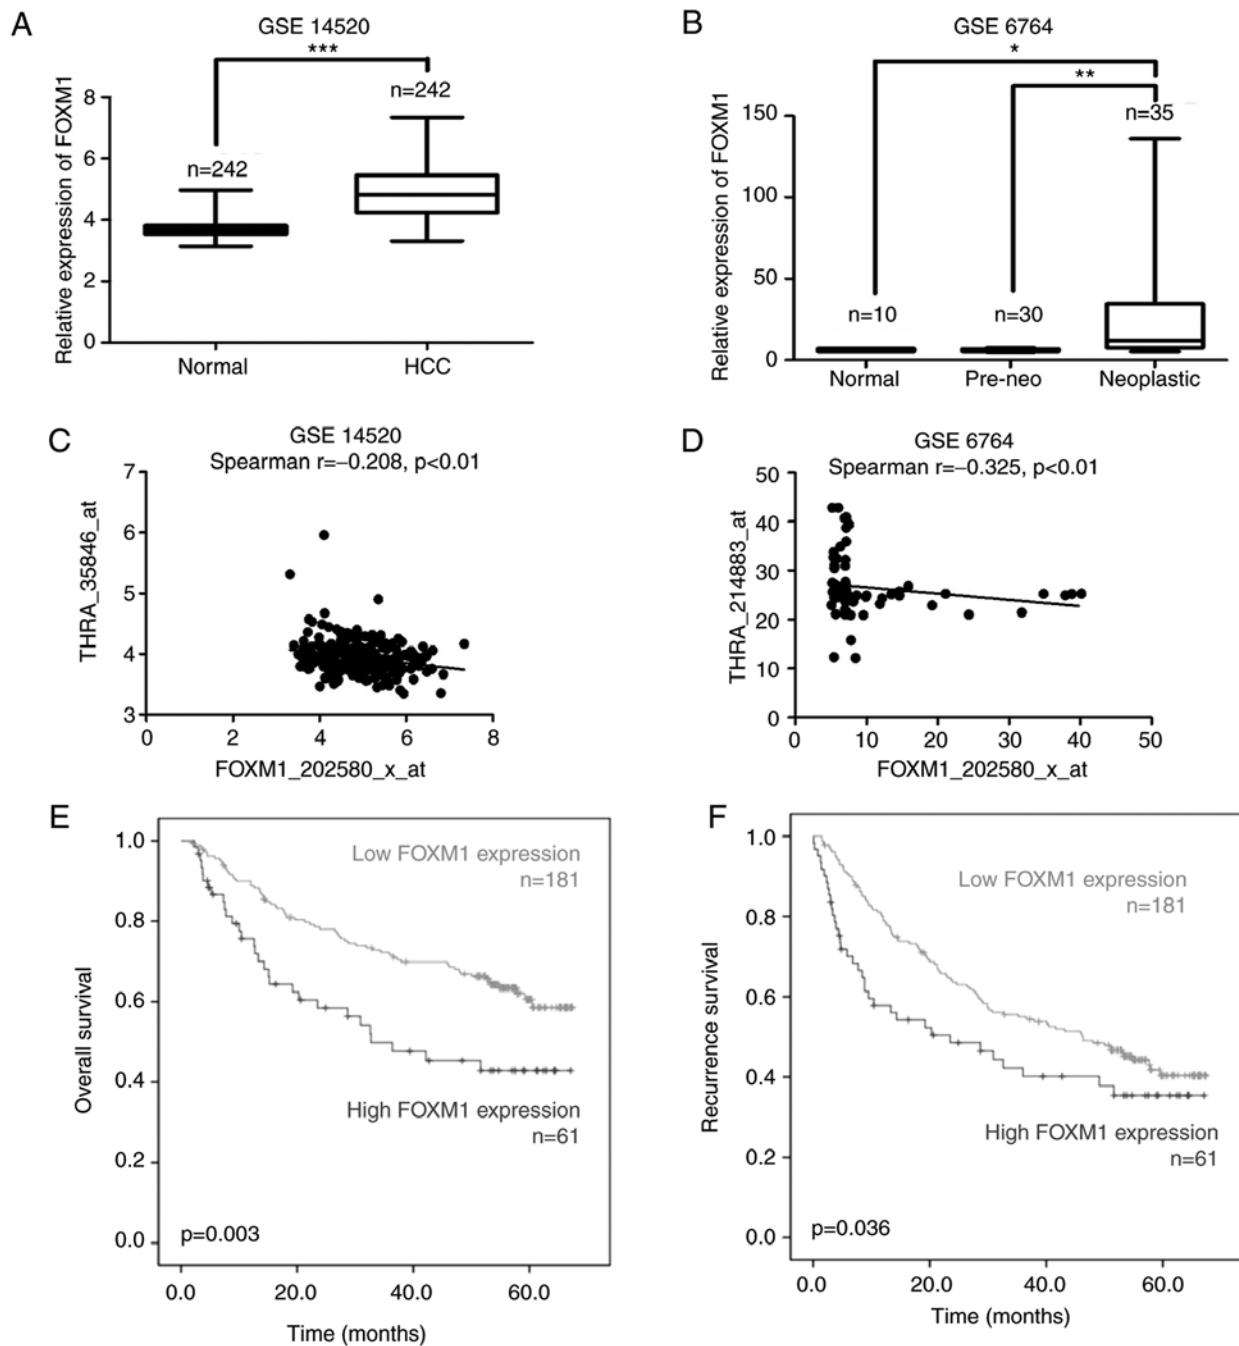 A
GSE 14520
***
n=242
n=242
Relative expression of FOXM1
8
6
4
2
0
Normal
HCC
B
GSE 6764
*
**
n=35
n=10
n=30
Relative expression of FOXM1
150
100
50
0
Normal
Pre-neo
Neoplastic
C
GSE 14520
Spearman r=−0.208, p<0.01
THRA_35846_at
7
6
5
4
3
0
2
4
6
8
FOXM1_202580_x_at
D
GSE 6764
Spearman r=−0.325, p<0.01
THRA_214883_at
50
40
30
20
10
0
0
10
20
30
40
50
FOXM1_202580_x_at
E
Low FOXM1 expression
n=181
High FOXM1 expression
n=61
p=0.003
Overall survival
1.0
0.8
0.6
0.4
0.2
0.0
0.0
20.0
40.0
60.0
Time (months)
F
Low FOXM1 expression
n=181
High FOXM1 expression
n=61
p=0.036
Recurrence survival
1.0
0.8
0.6
0.4
0.2
0.0
0.0
20.0
40.0
60.0
Time (months)